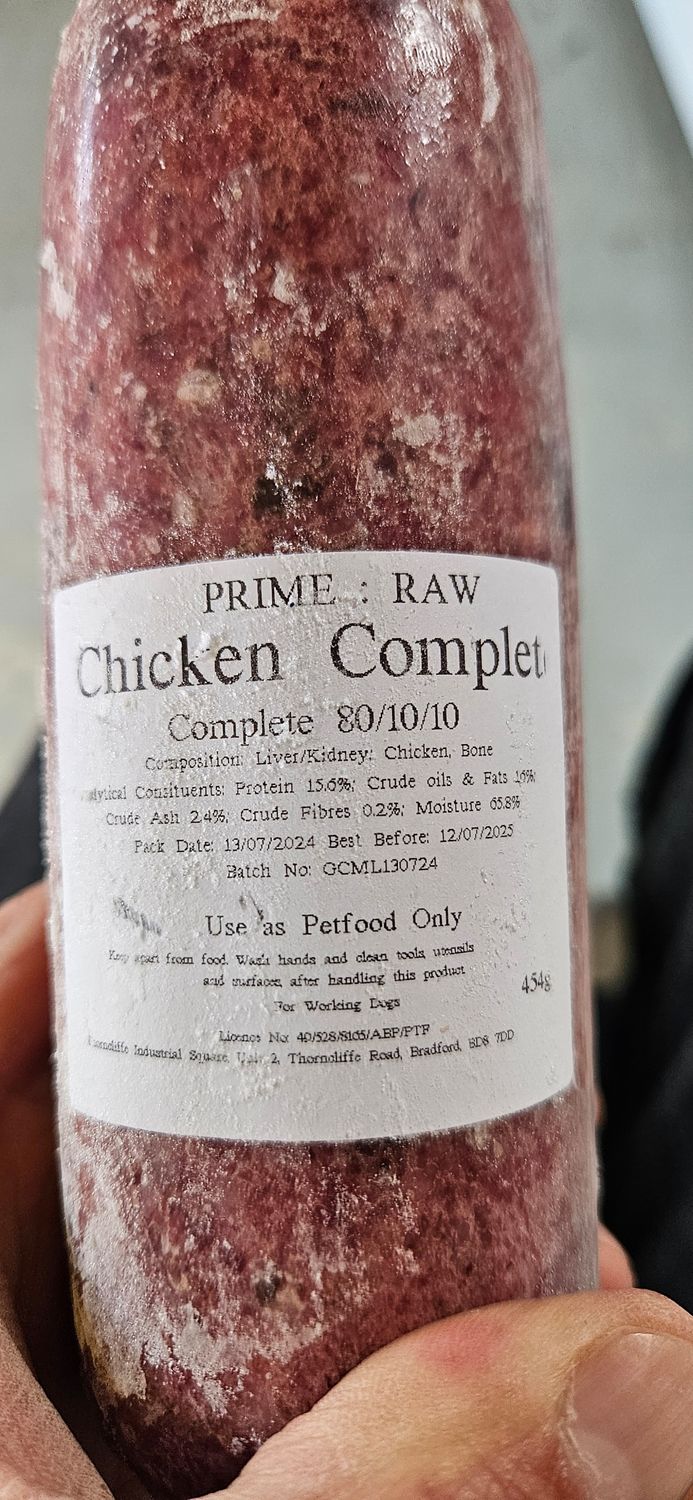 PRIME : RAW
Chicken Complet
Complete 80/10/10
Composition: Liver/Kidney: Chicken, Bone
alytical Consituents: Protein 15.6%; Crude oils & Fats 16%;
Crude Ash 2.4%; Crude Fibres 0.2%; Moisture 65.8%
Pack Date: 13/07/2024 Best Before: 12/07/2025
Batch No: GCML130724
Use as Petfood Only
Keep apart from food. Wash hands and clean tools, utensils
and surfaces, after handling this product
454g
For Working Dogs
Licence No: 40/528/8105/ABP/PTF
horncliffe Industrial Square, Unit 2, Thorncliffe Road, Bradford, BD8 7DD